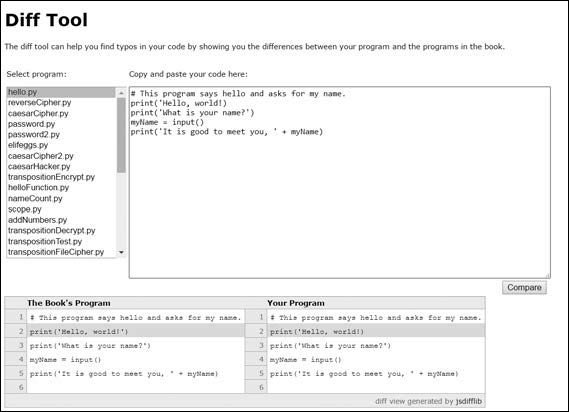 Diff Tool
The diff tool can help you find typos in your code by showing you the differences between your program and the programs in the book.
Select program:
Copy and paste your code here:
hello.py
reverseCipher.py
caesarCipher.py
password.py
password2.py
elifeggs.py
caesarCipher2.py
caesarHacker.py
transpositionEncrypt.py
helloFunction.py
nameCount.py
scope.py
addNumbers.py
transpositionDecrypt.py
transpositionTest.py
transpositionFileCipher.py
# This program says hello and asks for my name.
print('Hello, world!)
print('What is your name?')
myName = input()
print('It is good to meet you, ' + myName)
Compare
The Book's Program
1 # This program says hello and asks for my name.
2 print('Hello, world!')
3 print('What is your name?')
4 myName = input()
5 print('It is good to meet you, ' + myName)
6
Your Program
1 # This program says hello and asks for my name.
2 print('Hello, world!)
3 print('What is your name?')
4 myName = input()
5 print('It is good to meet you, ' + myName)
6
diff view generated by jsdifflib